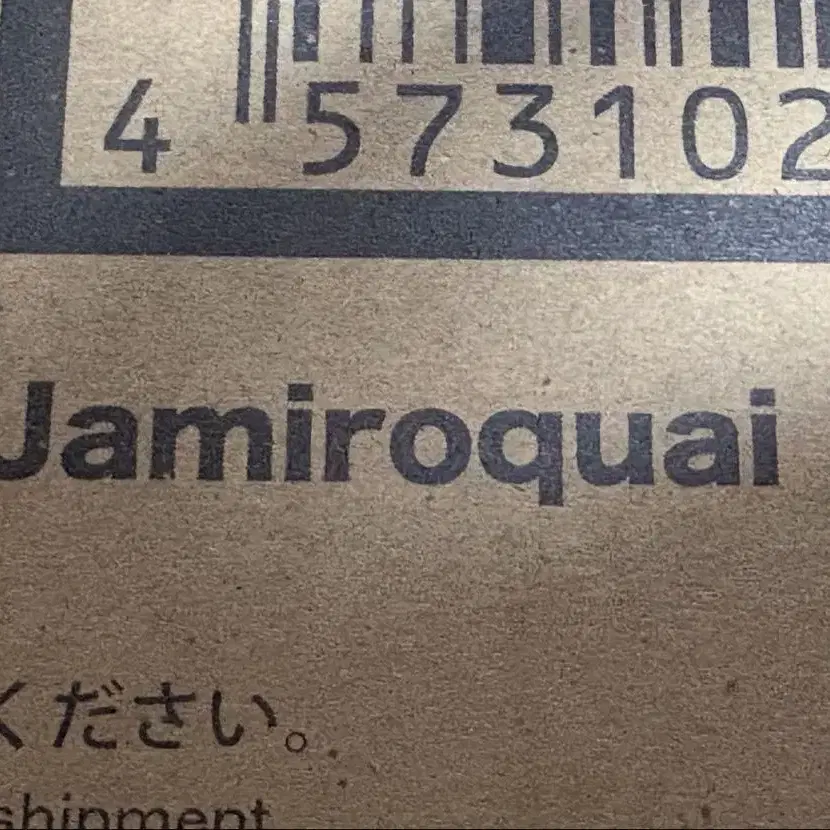 4 573102
Jamiroquai
ください。
shipment